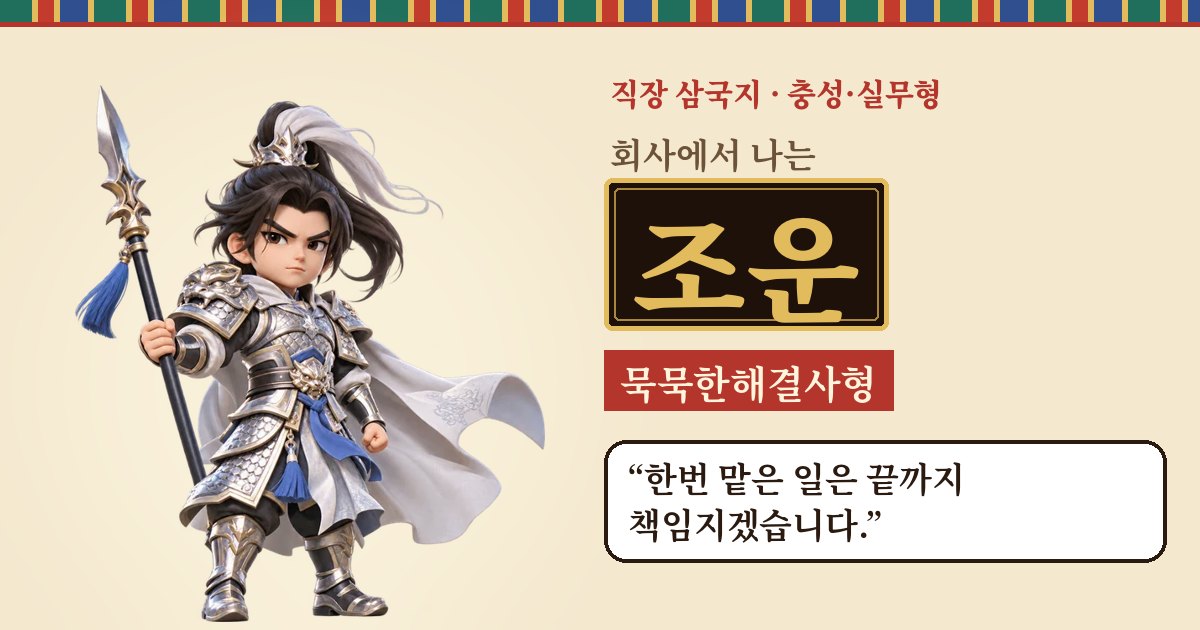 직장 삼국지 · 충성·실무형
회사에서 나는
조운
묵묵한해결사형
“한번 맡은 일은 끝까지
책임지겠습니다.”